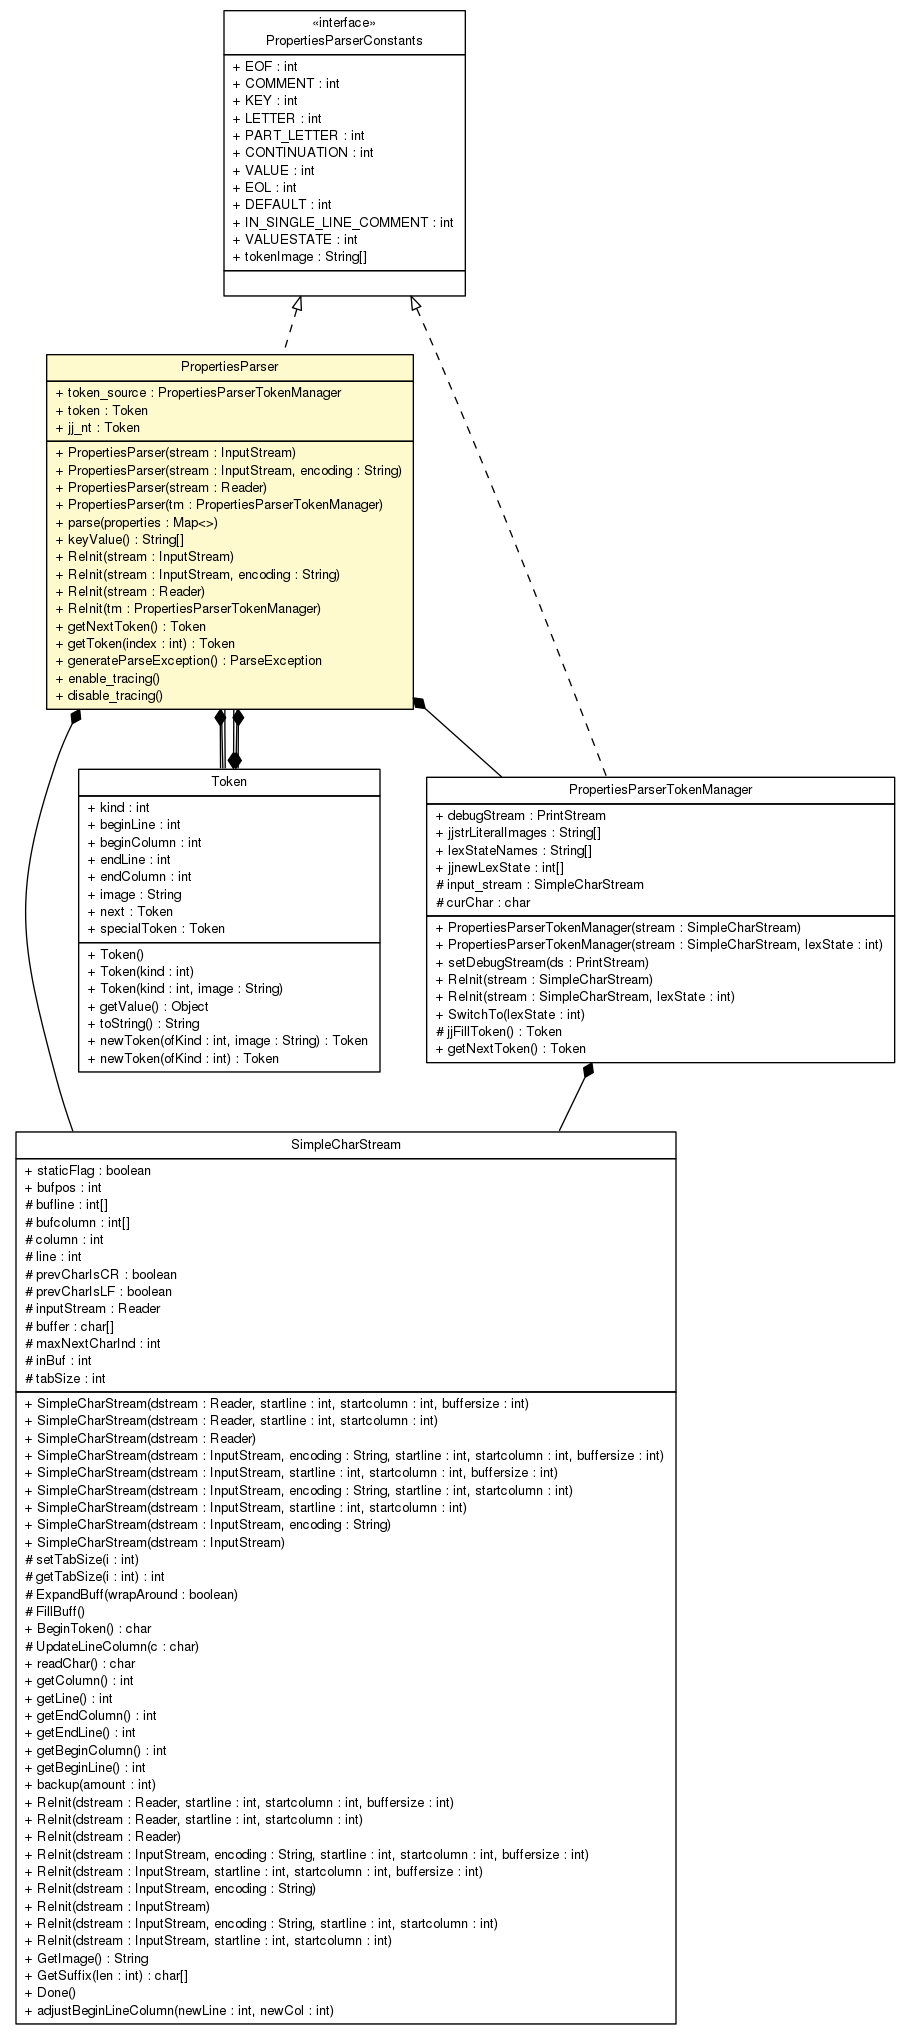 «interface»
PropertiesParserConstants
+ EOF : int
+ COMMENT : int
+ KEY : int
+ LETTER : int
+ PART_LETTER : int
+ CONTINUATION : int
+ VALUE : int
+ EOL : int
+ DEFAULT : int
+ IN_SINGLE_LINE_COMMENT : int
+ VALUESTATE : int
+ tokenImage : String[]
PropertiesParser
+ token_source : PropertiesParserTokenManager
+ token : Token
+ jj_nt : Token
+ PropertiesParser(stream : InputStream)
+ PropertiesParser(stream : InputStream, encoding : String)
+ PropertiesParser(stream : Reader)
+ PropertiesParser(tm : PropertiesParserTokenManager)
+ parse(properties : Map<>)
+ keyValue() : String[]
+ ReInit(stream : InputStream)
+ ReInit(stream : InputStream, encoding : String)
+ ReInit(stream : Reader)
+ ReInit(tm : PropertiesParserTokenManager)
+ getNextToken() : Token
+ getToken(index : int) : Token
+ generateParseException() : ParseException
+ enable_tracing()
+ disable_tracing()
Token
+ kind : int
+ beginLine : int
+ beginColumn : int
+ endLine : int
+ endColumn : int
+ image : String
+ next : Token
+ specialToken : Token
+ Token()
+ Token(kind : int)
+ Token(kind : int, image : String)
+ getValue() : Object
+ toString() : String
+ newToken(ofKind : int, image : String) : Token
+ newToken(ofKind : int) : Token
PropertiesParserTokenManager
+ debugStream : PrintStream
+ jjstrLiteralImages : String[]
+ lexStateNames : String[]
+ jjnewLexState : int[]
# input_stream : SimpleCharStream
# curChar : char
+ PropertiesParserTokenManager(stream : SimpleCharStream)
+ PropertiesParserTokenManager(stream : SimpleCharStream, lexState : int)
+ setDebugStream(ds : PrintStream)
+ ReInit(stream : SimpleCharStream)
+ ReInit(stream : SimpleCharStream, lexState : int)
+ SwitchTo(lexState : int)
# jjFillToken() : Token
+ getNextToken() : Token
SimpleCharStream
+ staticFlag : boolean
+ bufpos : int
# bufline : int[]
# bufcolumn : int[]
# column : int
# line : int
# prevCharIsCR : boolean
# prevCharIsLF : boolean
# inputStream : Reader
# buffer : char[]
# maxNextCharInd : int
# inBuf : int
# tabSize : int
+ SimpleCharStream(dstream : Reader, startline : int, startcolumn : int, buffersize : int)
+ SimpleCharStream(dstream : Reader, startline : int, startcolumn : int)
+ SimpleCharStream(dstream : Reader)
+ SimpleCharStream(dstream : InputStream, encoding : String, startline : int, startcolumn : int, buffersize : int)
+ SimpleCharStream(dstream : InputStream, startline : int, startcolumn : int, buffersize : int)
+ SimpleCharStream(dstream : InputStream, encoding : String, startline : int, startcolumn : int)
+ SimpleCharStream(dstream : InputStream, startline : int, startcolumn : int)
+ SimpleCharStream(dstream : InputStream, encoding : String)
+ SimpleCharStream(dstream : InputStream)
# setTabSize(i : int)
# getTabSize(i : int) : int
# ExpandBuff(wrapAround : boolean)
# FillBuff()
+ BeginToken() : char
# UpdateLineColumn(c : char)
+ readChar() : char
+ getColumn() : int
+ getLine() : int
+ getEndColumn() : int
+ getEndLine() : int
+ getBeginColumn() : int
+ getBeginLine() : int
+ backup(amount : int)
+ ReInit(dstream : Reader, startline : int, startcolumn : int, buffersize : int)
+ ReInit(dstream : Reader, startline : int, startcolumn : int)
+ ReInit(dstream : Reader)
+ ReInit(dstream : InputStream, encoding : String, startline : int, startcolumn : int, buffersize : int)
+ ReInit(dstream : InputStream, startline : int, startcolumn : int, buffersize : int)
+ ReInit(dstream : InputStream, encoding : String)
+ ReInit(dstream : InputStream)
+ ReInit(dstream : InputStream, encoding : String, startline : int, startcolumn : int)
+ ReInit(dstream : InputStream, startline : int, startcolumn : int)
+ GetImage() : String
+ GetSuffix(len : int) : char[]
+ Done()
+ adjustBeginLineColumn(newLine : int, newCol : int)